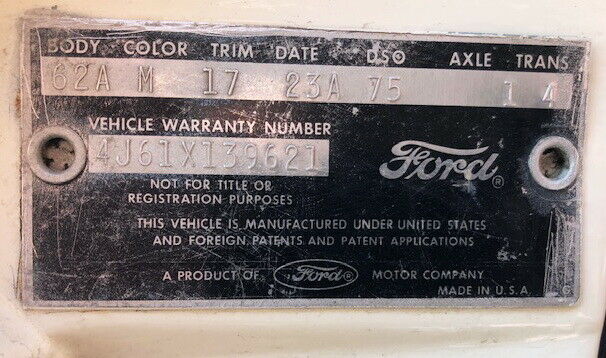 BODY COLOR TRIM DATE DSO AXLE TRANS
62A M 17 23A 75 1 4
VEHICLE WARRANTY NUMBER
4J61X139621
Ford®
NOT FOR TITLE OR
REGISTRATION PURPOSES
THIS VEHICLE IS MANUFACTURED UNDER UNITED STATES
AND FOREIGN PATENTS AND PATENT APPLICATIONS
A PRODUCT OF Ford® MOTOR COMPANY
MADE IN U.S.A.